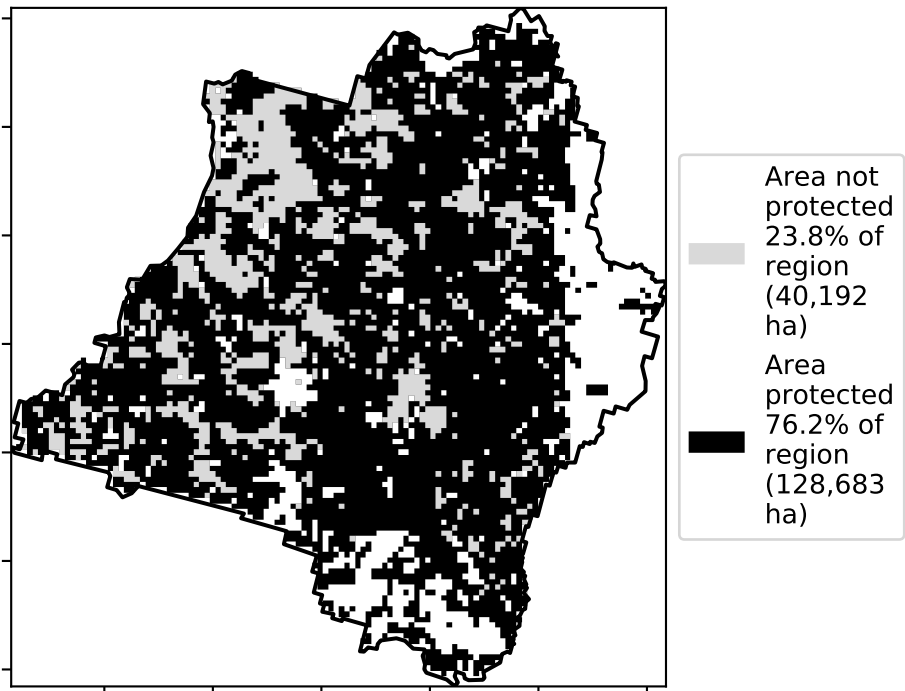 Area not
protected
23.8% of
region
(40,192
ha)
Area
protected
76.2% of
region
(128,683
ha)